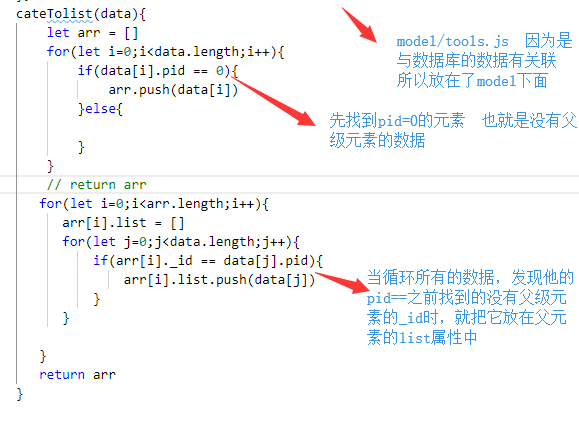 cateTolist(data){
let arr = []
for(let i=0;i<data.length;i++){
if(data[i].pid == 0){
arr.push(data[i])
}else{
}
}
// return arr
for(let i=0;i<arr.length;i++){
arr[i].list = []
for(let j=0;j<data.length;j++){
if(arr[i]._id == data[j].pid){
arr[i].list.push(data[j])
}
}
}
return arr
}
model/tools.js 因为是
与数据库的数据有关联
所以放在了model下面
先找到pid=0的元素 也就是没有父
级元素的数据
当循环所有的数据，发现他的
pid==之前找到的没有父级元
素的_id时，就把它放在父元
素的list属性中